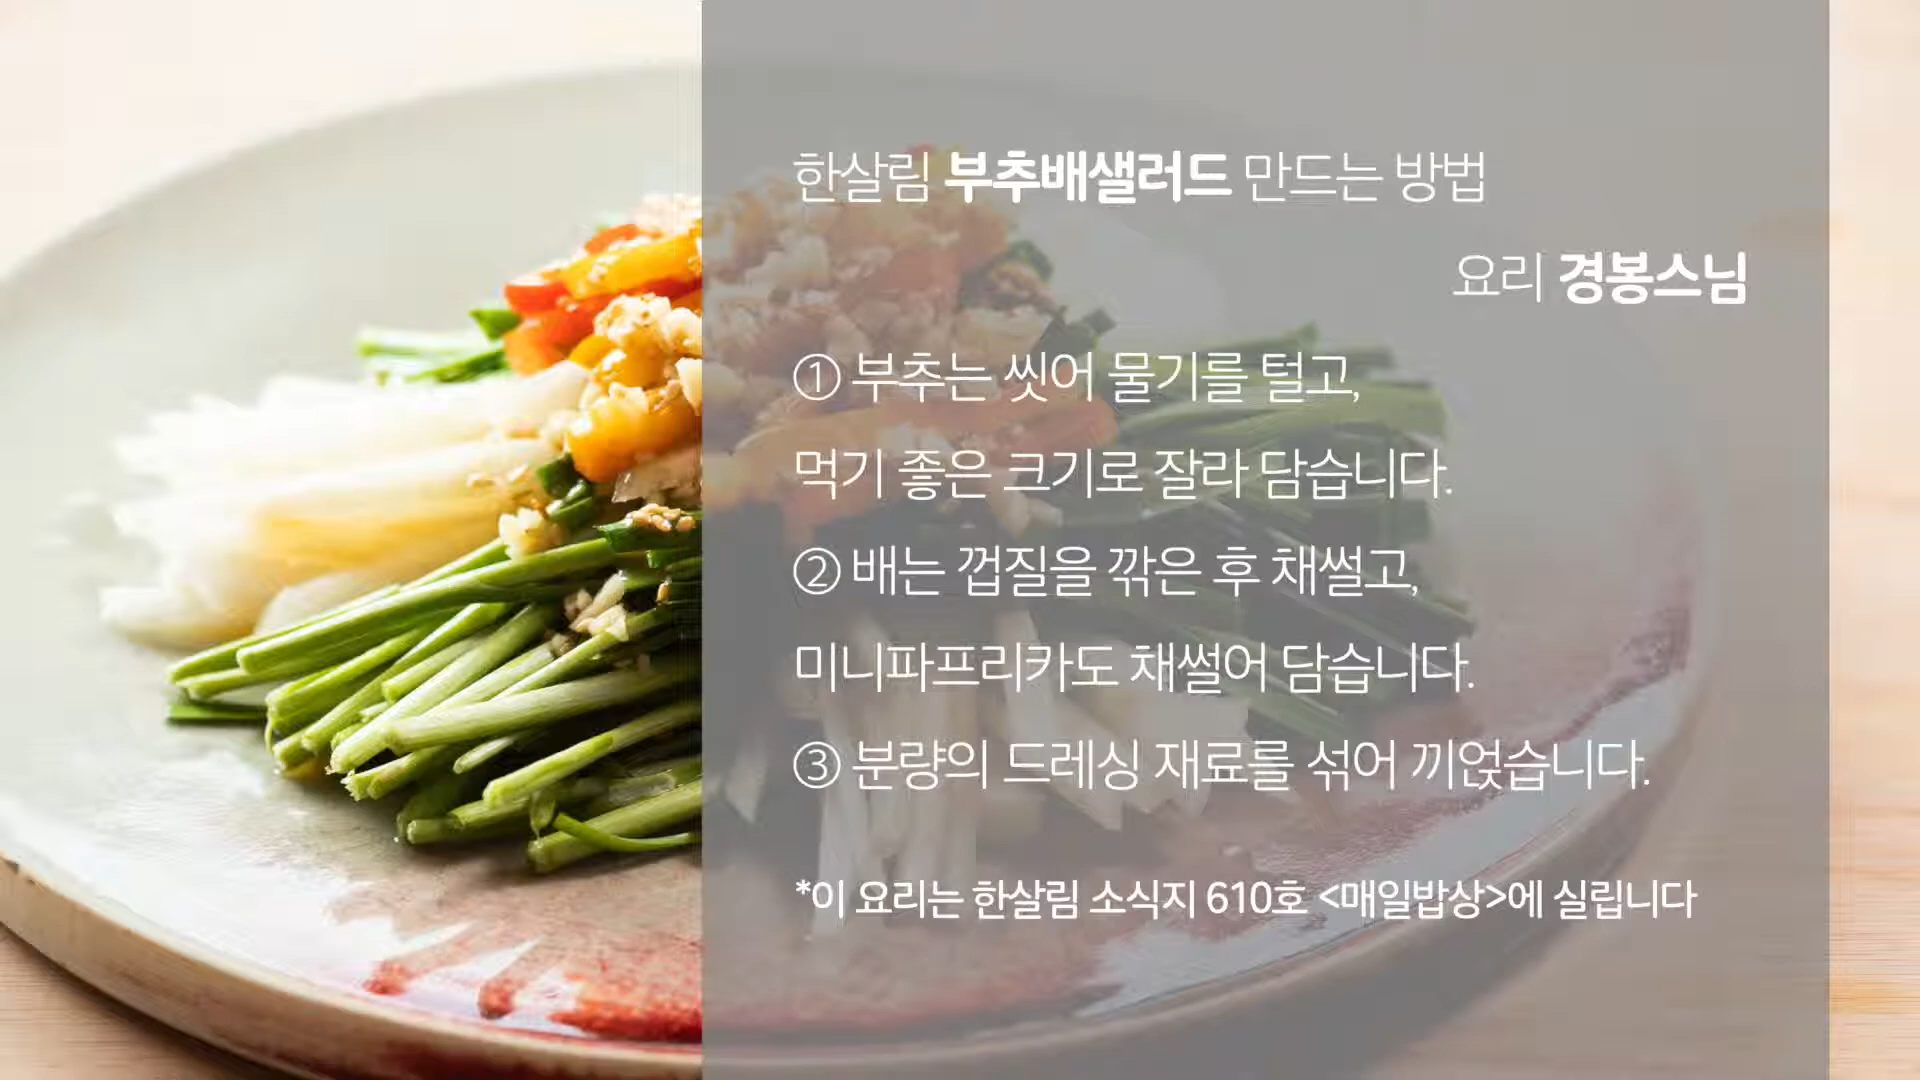 한살림 부추배샐러드 만드는 방법
요리 경봉스님
① 부추는 씻어 물기를 털고,
먹기 좋은 크기로 잘라 담습니다.
② 배는 껍질을 깎은 후 채썰고,
미니파프리카도 채썰어 담습니다.
③ 분량의 드레싱 재료를 섞어 끼얹습니다.
*이 요리는 한살림 소식지 610호 <매일밥상>에 실립니다